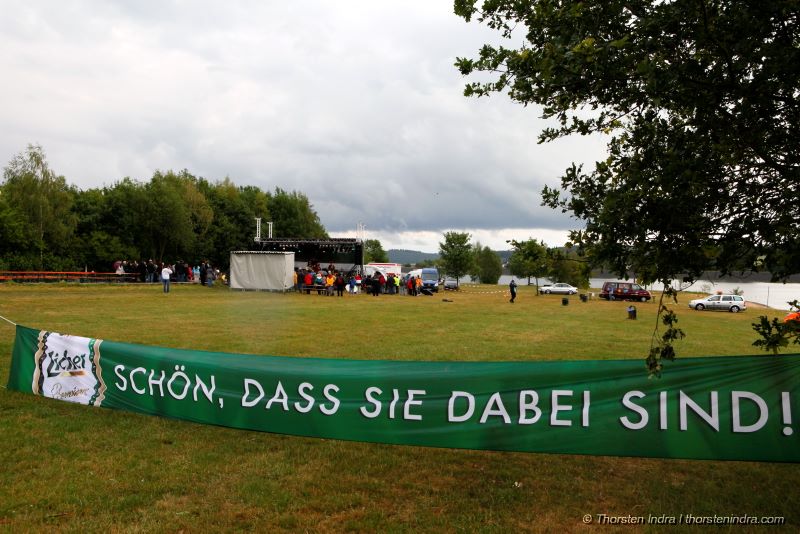 Licher
SCHÖN, DASS SIE DABEI SIND!
© Thorsten Indra | thorstenindra.com